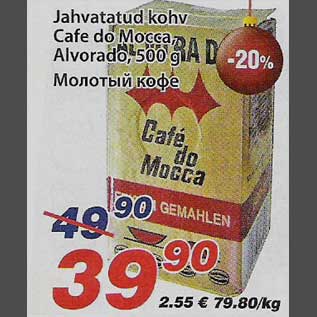 Jahvatatud kohv
Cafe do Mocca,
Alvorado, 500 g
Молотый кофе
-20%
Café
do
Mocca
GEMAHLEN
49 90
39 90
2.55 € 79.80/kg